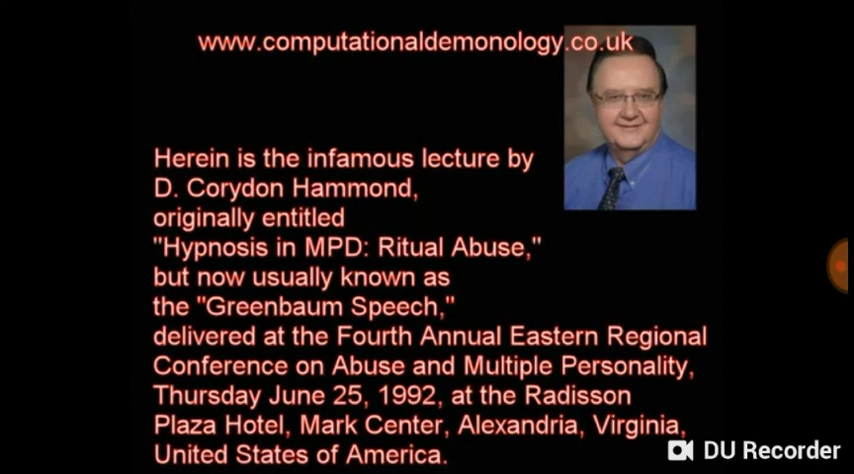 www.computationaldemonology.co.uk
Herein is the infamous lecture by
D. Corydon Hammond,
originally entitled
"Hypnosis in MPD: Ritual Abuse,"
but now usually known as
the "Greenbaum Speech,"
delivered at the Fourth Annual Eastern Regional
Conference on Abuse and Multiple Personality,
Thursday June 25, 1992, at the Radisson
Plaza Hotel, Mark Center, Alexandria, Virginia,
United States of America.
DU Recorder